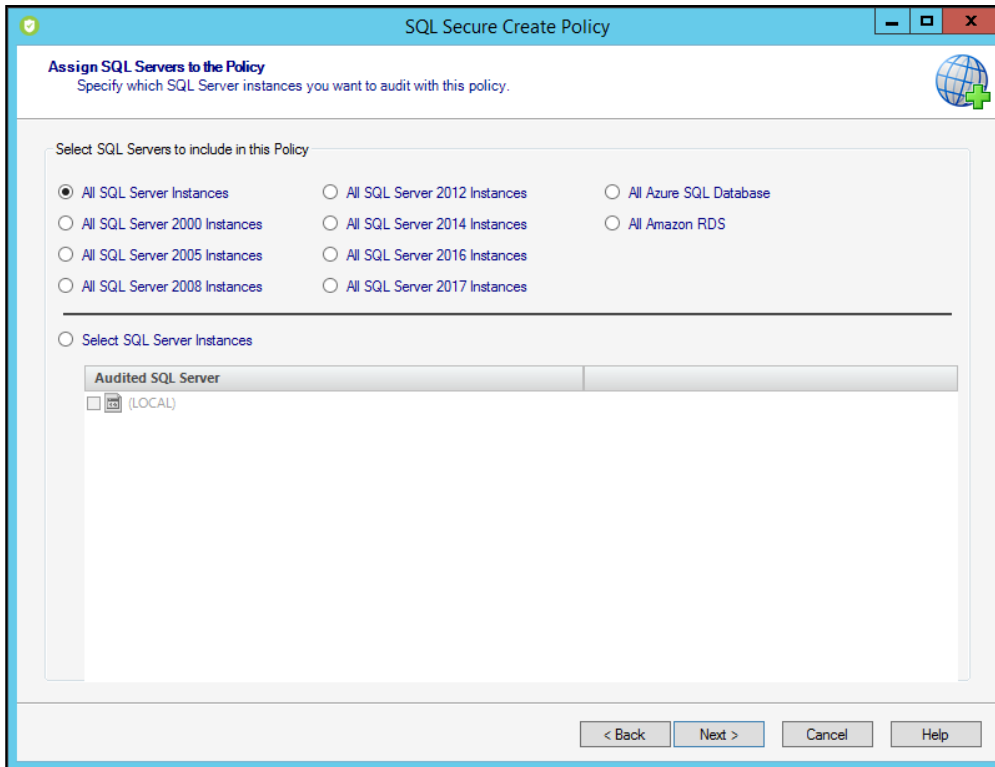 SQL Secure Create Policy
Assign SQL Servers to the Policy
Specify which SQL Server instances you want to audit with this policy.
Select SQL Servers to include in this Policy
All SQL Server Instances
All SQL Server 2012 Instances
All Azure SQL Database
All SQL Server 2000 Instances
All SQL Server 2014 Instances
All Amazon RDS
All SQL Server 2005 Instances
All SQL Server 2016 Instances
All SQL Server 2008 Instances
All SQL Server 2017 Instances
Select SQL Server Instances
Audited SQL Server
(LOCAL)
< Back
Next >
Cancel
Help